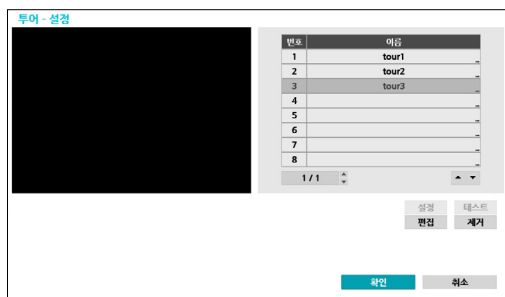 투어 - 설정
번호 이름
1 tour1
2 tour2
3 tour3
4
5
6
7
8
1 / 1
설정 테스트
편집 제거
확인 취소